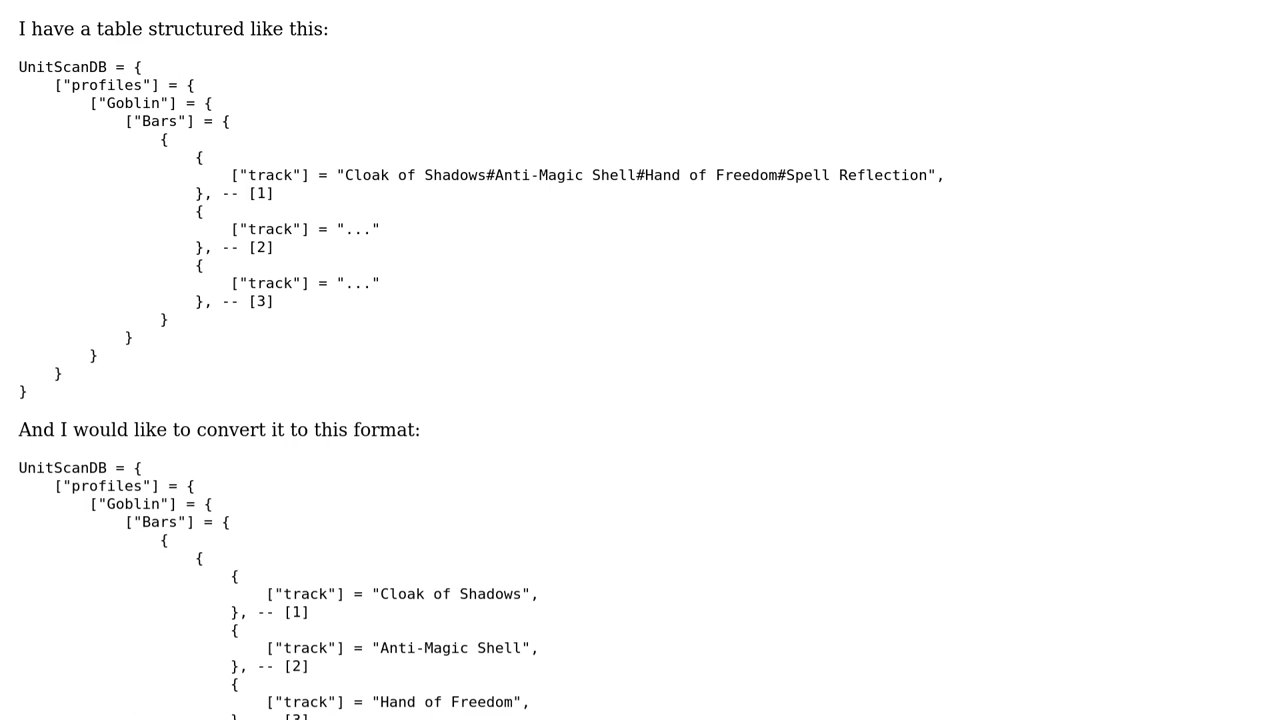 I have a table structured like this:
UnitScanDB = {
    ["profiles"] = {
        ["Goblin"] = {
            ["Bars"] = {
                {
                    {
                        ["track"] = "Cloak of Shadows#Anti-Magic Shell#Hand of Freedom#Spell Reflection",
                    }, -- [1]
                    {
                        ["track"] = "..."
                    }, -- [2]
                    {
                        ["track"] = "..."
                    }, -- [3]
                }
            }
        }
    }
}
And I would like to convert it to this format:
UnitScanDB = {
    ["profiles"] = {
        ["Goblin"] = {
            ["Bars"] = {
                {
                    {
                        {
                            ["track"] = "Cloak of Shadows",
                        }, -- [1]
                        {
                            ["track"] = "Anti-Magic Shell",
                        }, -- [2]
                        {
                            ["track"] = "Hand of Freedom",
                        }, -- [3]